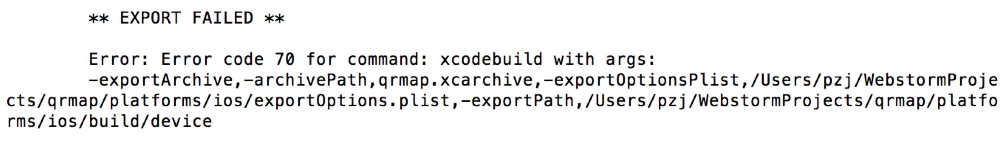 ** EXPORT FAILED **
Error: Error code 70 for command: xcodebuild with args:
-exportArchive,-archivePath,qrmap.xcarchive,-exportOptionsPlist,/Users/pzj/WebstormProje
cts/qrmap/platforms/ios/exportOptions.plist,-exportPath,/Users/pzj/WebstormProjects/qrmap/platfo
rms/ios/build/device